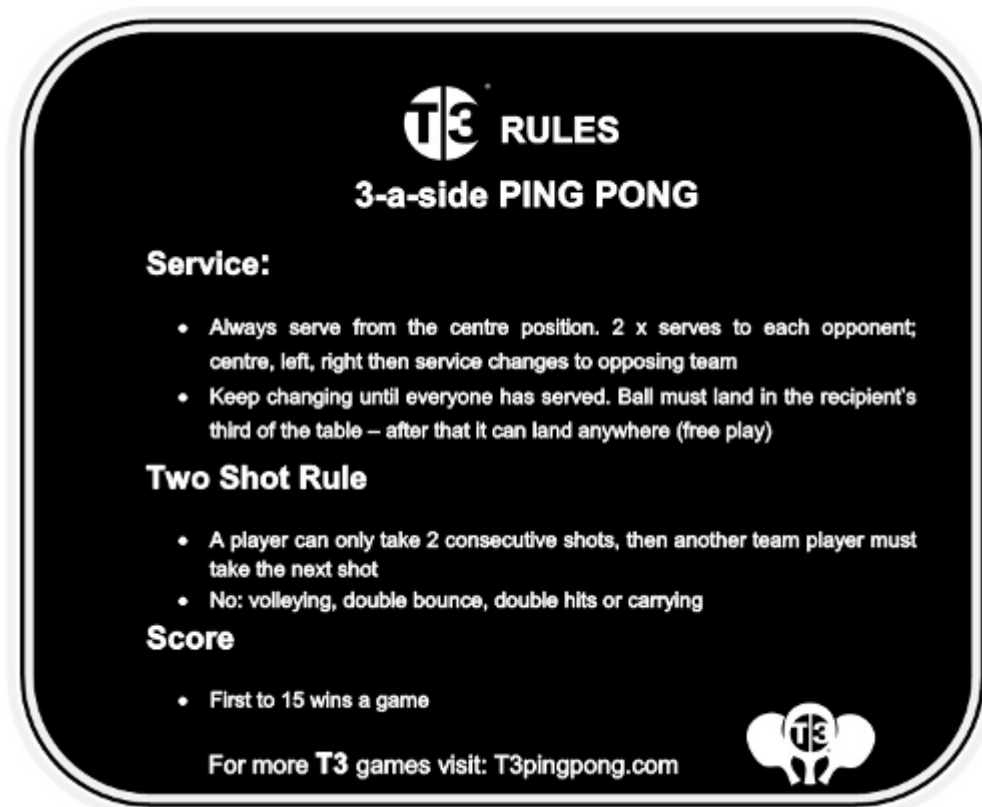 T3 RULES
3-a-side PING PONG
Service:
• Always serve from the centre position. 2 x serves to each opponent;
centre, left, right then service changes to opposing team
• Keep changing until everyone has served. Ball must land in the recipient's
third of the table – after that it can land anywhere (free play)
Two Shot Rule
• A player can only take 2 consecutive shots, then another team player must
take the next shot
• No: volleying, double bounce, double hits or carrying
Score
• First to 15 wins a game
For more T3 games visit: T3pingpong.com
T3